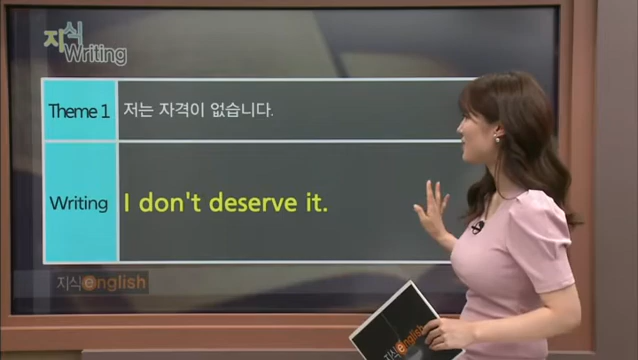 지식
Writing
Theme 1 저는 자격이 없습니다.
Writing I don't deserve it.
지식english
지식english